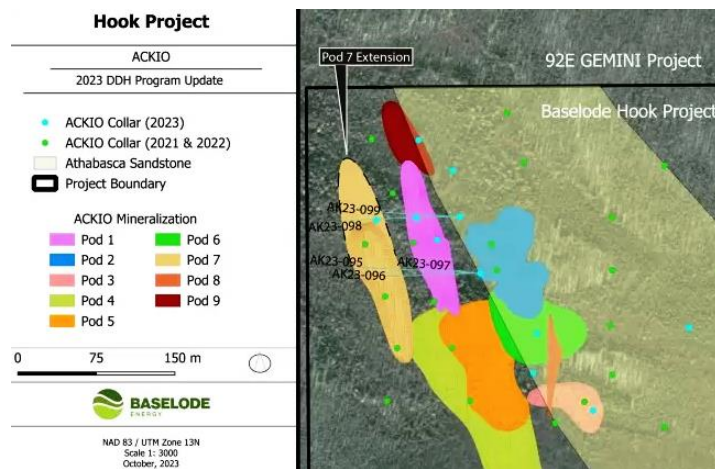 Hook Project
ACKIO
2023 DDH Program Update
ACKIO Collar (2023)
ACKIO Collar (2021 & 2022)
Athabasca Sandstone
Project Boundary
ACKIO Mineralization
Pod 1
Pod 2
Pod 3
Pod 4
Pod 5
Pod 6
Pod 7
Pod 8
Pod 9
0 75 150 m
BASELODE
ENERGY
NAD 83 / UTM Zone 13N
Scale 1: 3000
October, 2023
Pod 7 Extension
92E GEMINI Project
Baselode Hook Project
AK23-099
AK23-098
AK23-095
AK23-096
AK23-097